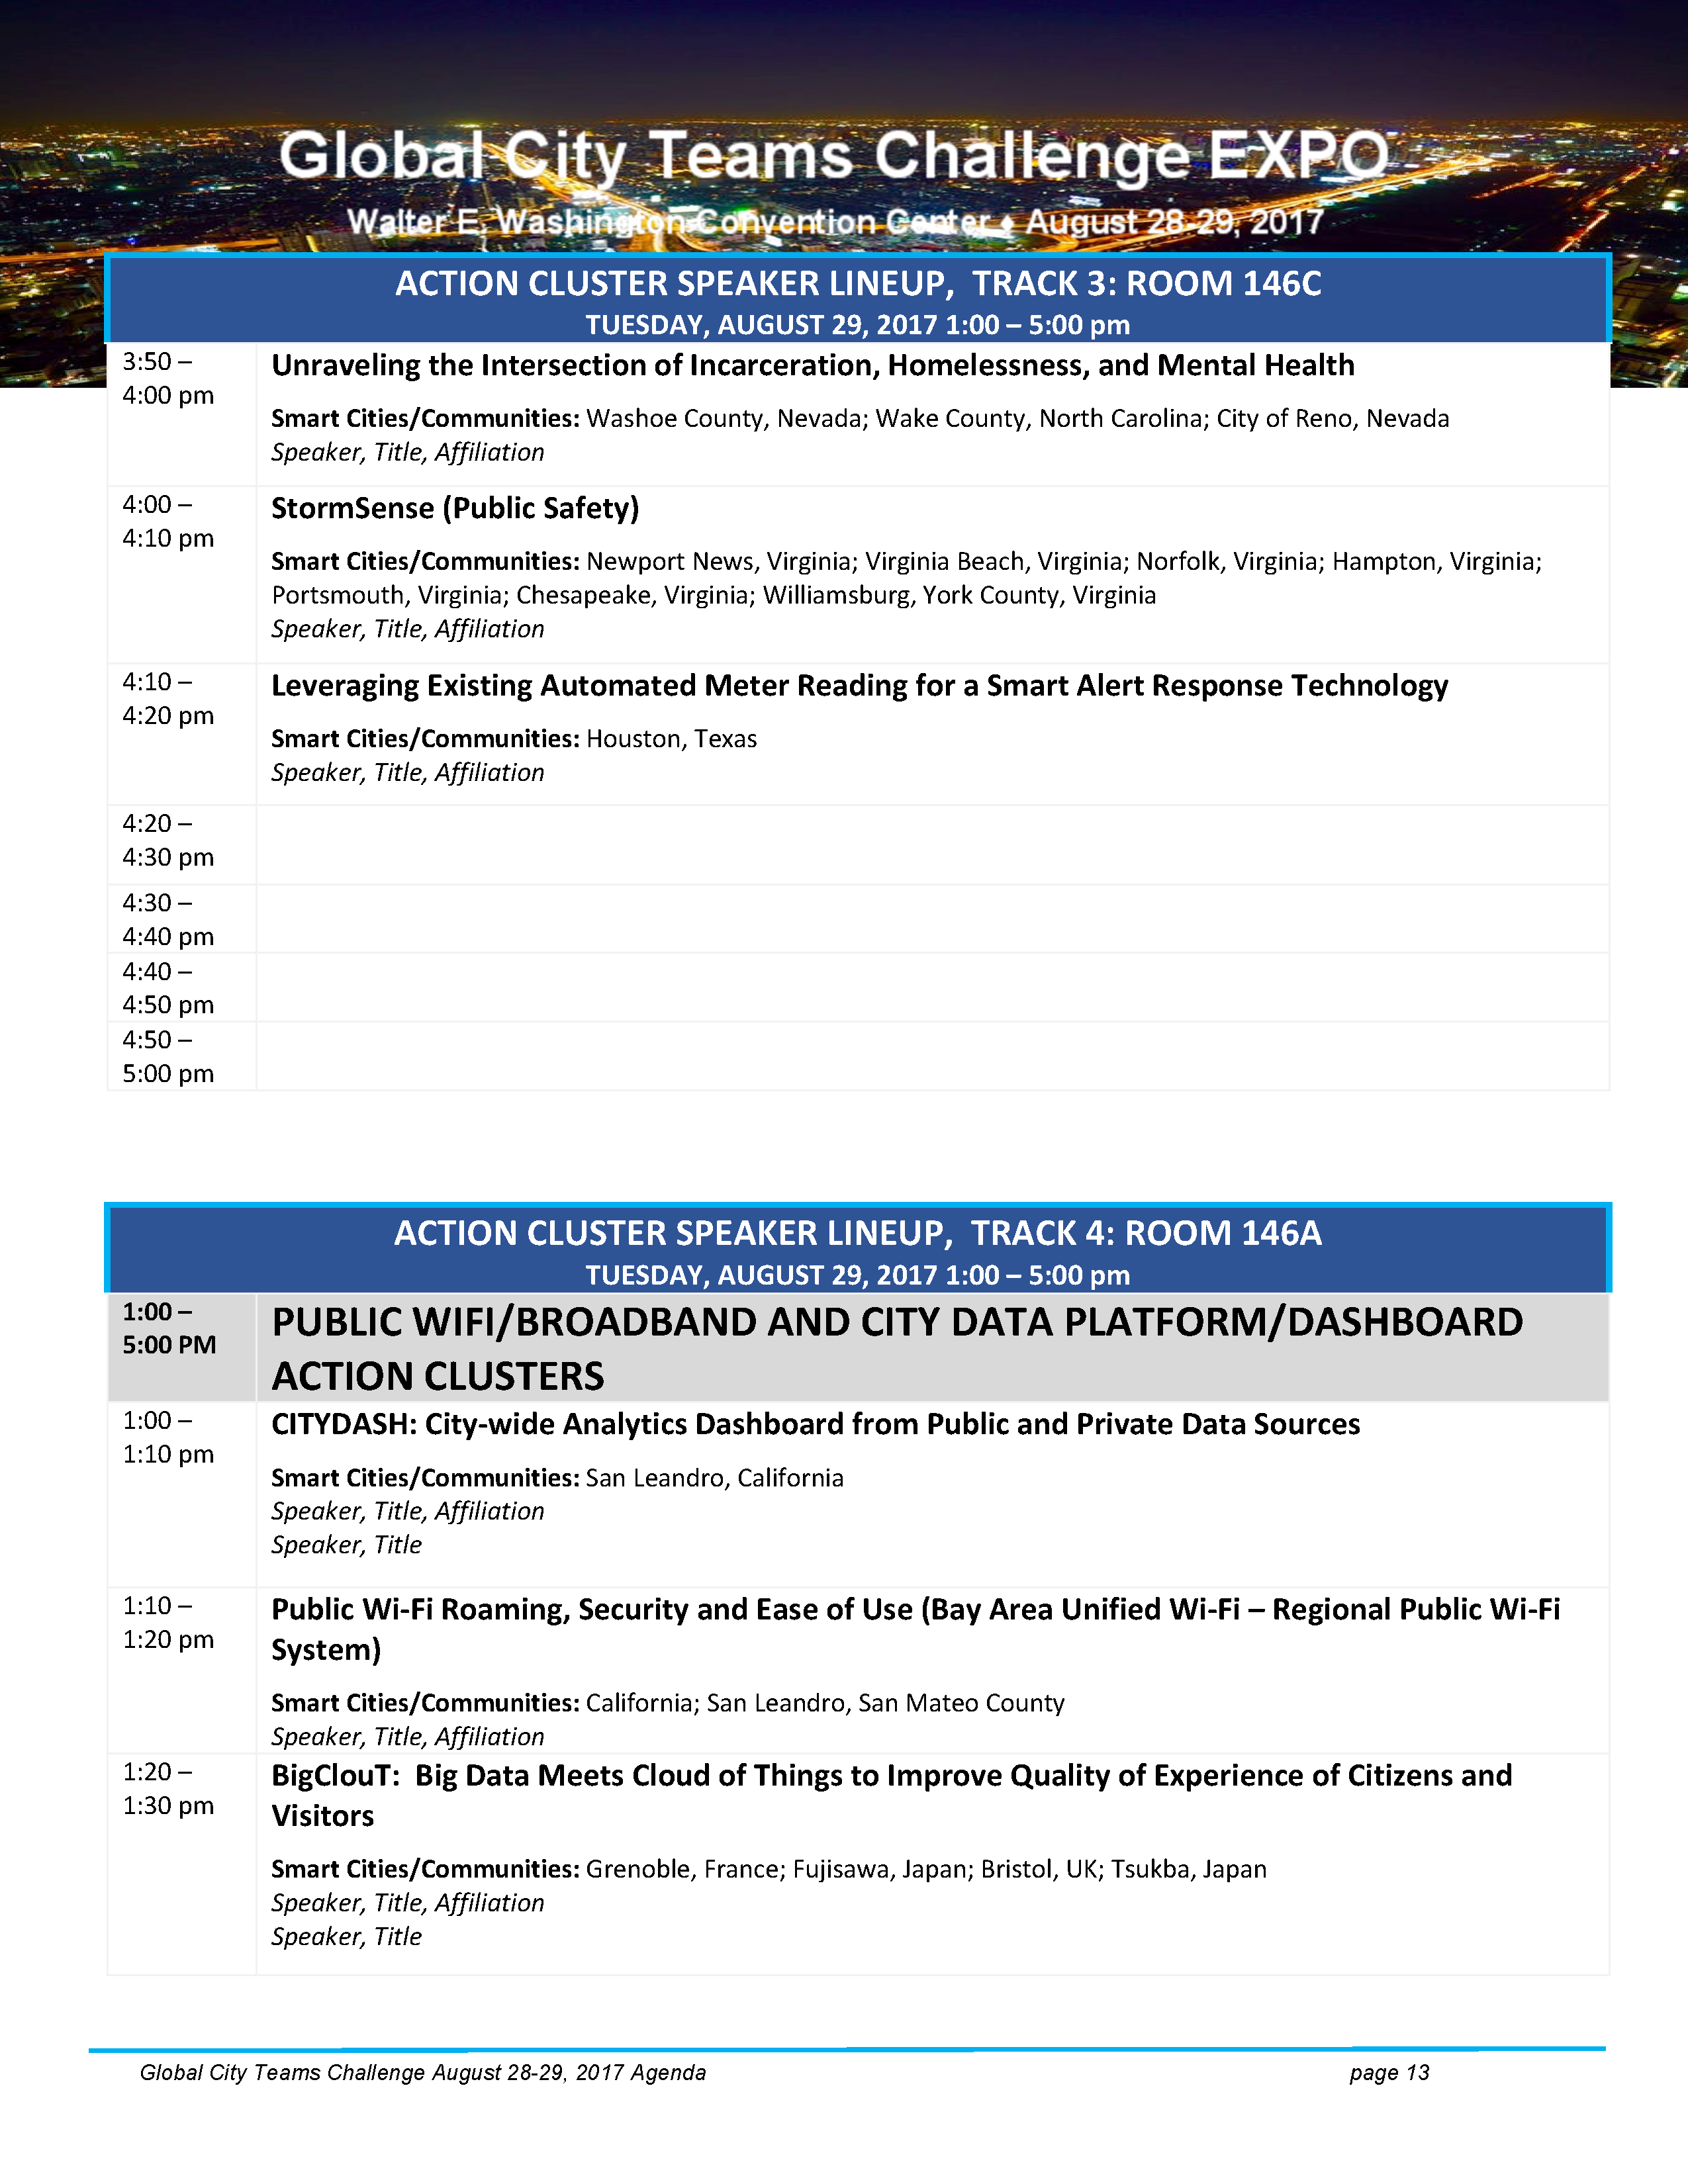 Global City Teams Challenge EXPO
Walter E. Washington Convention Center ♦ August 28-29, 2017
ACTION CLUSTER SPEAKER LINEUP,  TRACK 3: ROOM 146C
TUESDAY, AUGUST 29, 2017 1:00 – 5:00 pm
3:50 –
4:00 pm
Unraveling the Intersection of Incarceration, Homelessness, and Mental Health
Smart Cities/Communities: Washoe County, Nevada; Wake County, North Carolina; City of Reno, Nevada
Speaker, Title, Affiliation
4:00 –
4:10 pm
StormSense (Public Safety)
Smart Cities/Communities: Newport News, Virginia; Virginia Beach, Virginia; Norfolk, Virginia; Hampton, Virginia;
Portsmouth, Virginia; Chesapeake, Virginia; Williamsburg, York County, Virginia
Speaker, Title, Affiliation
4:10 –
4:20 pm
Leveraging Existing Automated Meter Reading for a Smart Alert Response Technology
Smart Cities/Communities: Houston, Texas
Speaker, Title, Affiliation
4:20 –
4:30 pm
4:30 –
4:40 pm
4:40 –
4:50 pm
4:50 –
5:00 pm
ACTION CLUSTER SPEAKER LINEUP,  TRACK 4: ROOM 146A
TUESDAY, AUGUST 29, 2017 1:00 – 5:00 pm
1:00 –
5:00 PM
PUBLIC WIFI/BROADBAND AND CITY DATA PLATFORM/DASHBOARD
ACTION CLUSTERS
1:00 –
1:10 pm
CITYDASH: City-wide Analytics Dashboard from Public and Private Data Sources
Smart Cities/Communities: San Leandro, California
Speaker, Title, Affiliation
Speaker, Title
1:10 –
1:20 pm
Public Wi-Fi Roaming, Security and Ease of Use (Bay Area Unified Wi-Fi – Regional Public Wi-Fi
System)
Smart Cities/Communities: California; San Leandro, San Mateo County
Speaker, Title, Affiliation
1:20 –
1:30 pm
BigClouT:  Big Data Meets Cloud of Things to Improve Quality of Experience of Citizens and
Visitors
Smart Cities/Communities: Grenoble, France; Fujisawa, Japan; Bristol, UK; Tsukba, Japan
Speaker, Title, Affiliation
Speaker, Title
Global City Teams Challenge August 28-29, 2017 Agenda
page 13